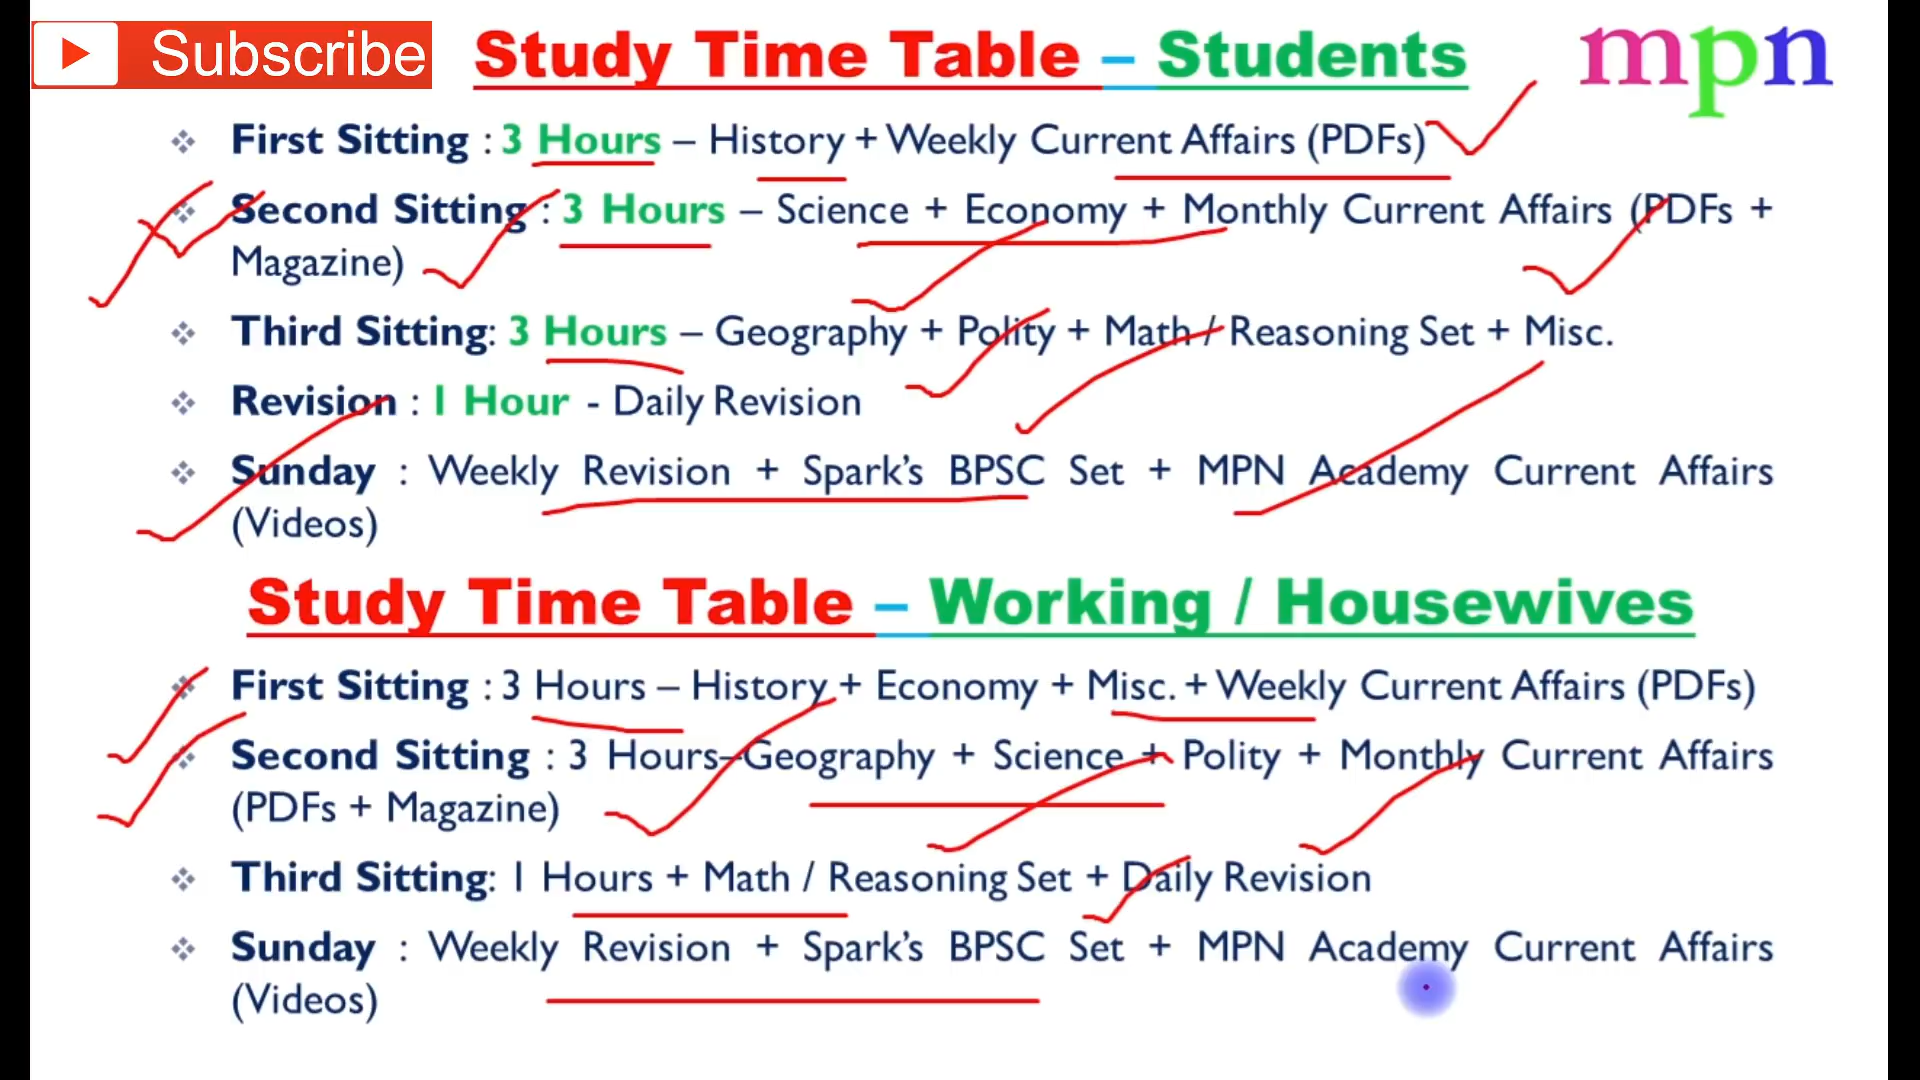 Subscribe
Study Time Table – Students
mpn
First Sitting : 3 Hours – History + Weekly Current Affairs (PDFs)
Second Sitting : 3 Hours – Science + Economy + Monthly Current Affairs (PDFs +
Magazine)
Third Sitting: 3 Hours – Geography + Polity + Math / Reasoning Set + Misc.
Revision : 1 Hour - Daily Revision
Sunday : Weekly Revision + Spark's BPSC Set + MPN Academy Current Affairs
(Videos)
Study Time Table – Working / Housewives
First Sitting : 3 Hours – History + Economy + Misc. + Weekly Current Affairs (PDFs)
Second Sitting : 3 Hours–Geography + Science + Polity + Monthly Current Affairs
(PDFs + Magazine)
Third Sitting: 1 Hours + Math / Reasoning Set + Daily Revision
Sunday : Weekly Revision + Spark's BPSC Set + MPN Academy Current Affairs
(Videos)